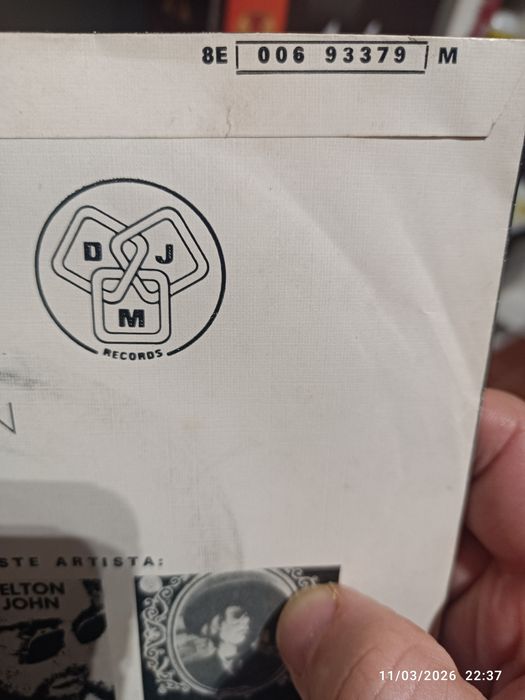 8E 006 93379 M
D J
M
RECORDS
STE ARTISTA:
ELTON
JOHN
11/03/2026 22:37